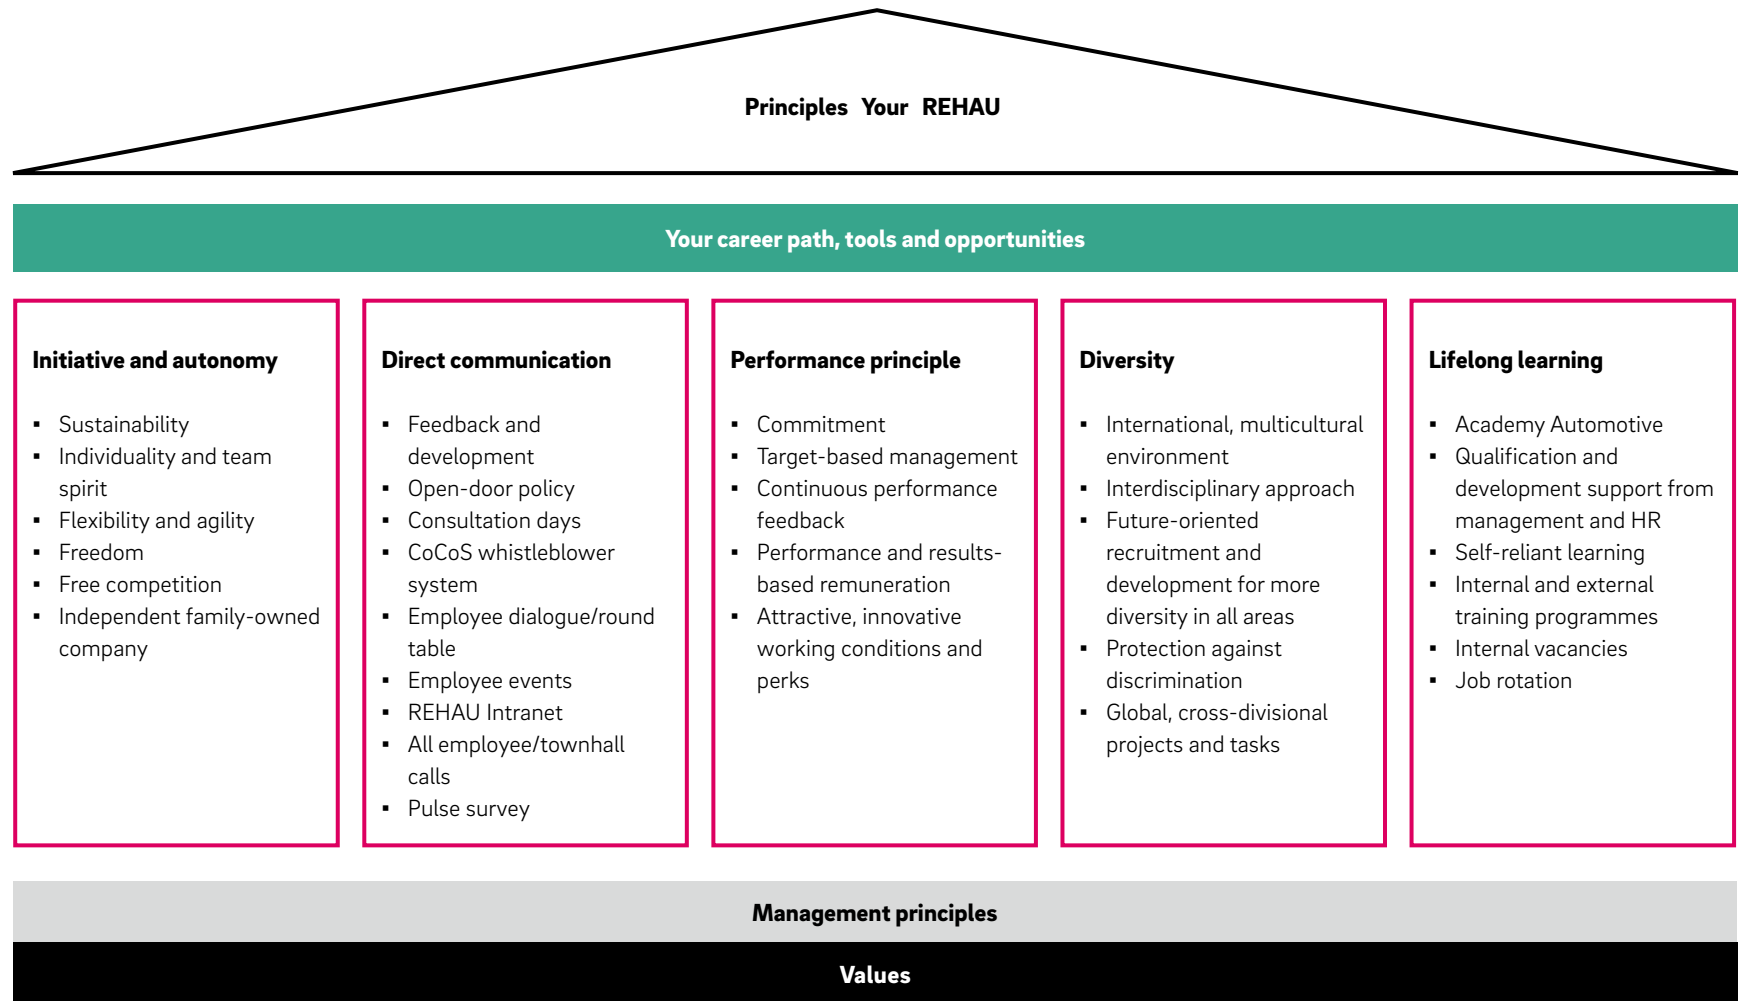 Principles Your REHAU
Your career path, tools and opportunities
Initiative and autonomy
▪ Sustainability
▪ Individuality and team
spirit
▪ Flexibility and agility
▪ Freedom
▪ Free competition
▪ Independent family-owned
company
Direct communication
▪ Feedback and
development
▪ Open-door policy
▪ Consultation days
▪ CoCoS whistleblower
system
▪ Employee dialogue/round
table
▪ Employee events
▪ REHAU Intranet
▪ All employee/townhall
calls
▪ Pulse survey
Performance principle
▪ Commitment
▪ Target-based management
▪ Continuous performance
feedback
▪ Performance and results-
based remuneration
▪ Attractive, innovative
working conditions and
perks
Diversity
▪ International, multicultural
environment
▪ Interdisciplinary approach
▪ Future-oriented
recruitment and
development for more
diversity in all areas
▪ Protection against
discrimination
▪ Global, cross-divisional
projects and tasks
Lifelong learning
▪ Academy Automotive
▪ Qualification and
development support from
management and HR
▪ Self-reliant learning
▪ Internal and external
training programmes
▪ Internal vacancies
▪ Job rotation
Management principles
Values